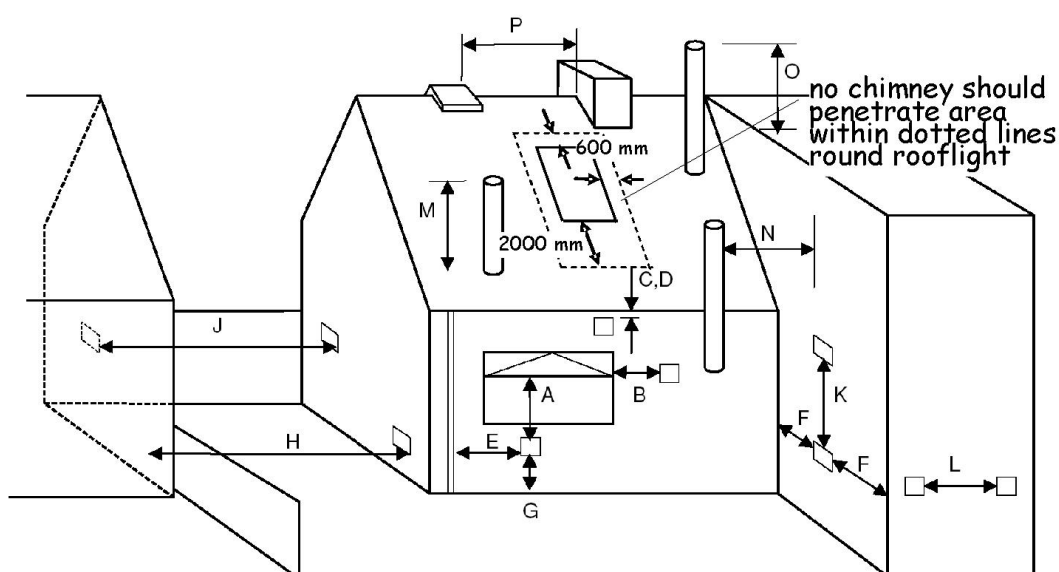 P
O
no chimney should
penetrate area
within dotted lines
round rooflight
600 mm
M
2000 mm
N
C,D
J
A
B
K
F
H
E
F
L
G